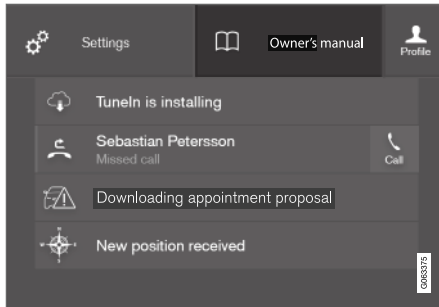 Settings
Owner's manual
Profile
TuneIn is installing
Sebastian Petersson
Missed call
Call
Downloading appointment proposal
New position received
G063375